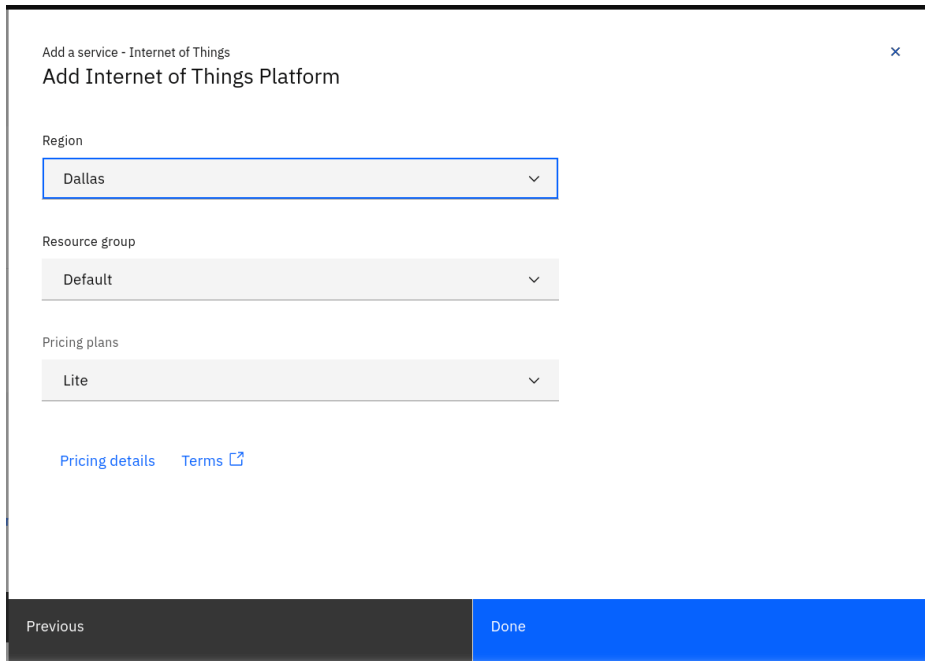 Add a service - Internet of Things
Add Internet of Things Platform
Region
Dallas
Resource group
Default
Pricing plans
Lite
Pricing details Terms
Previous Done